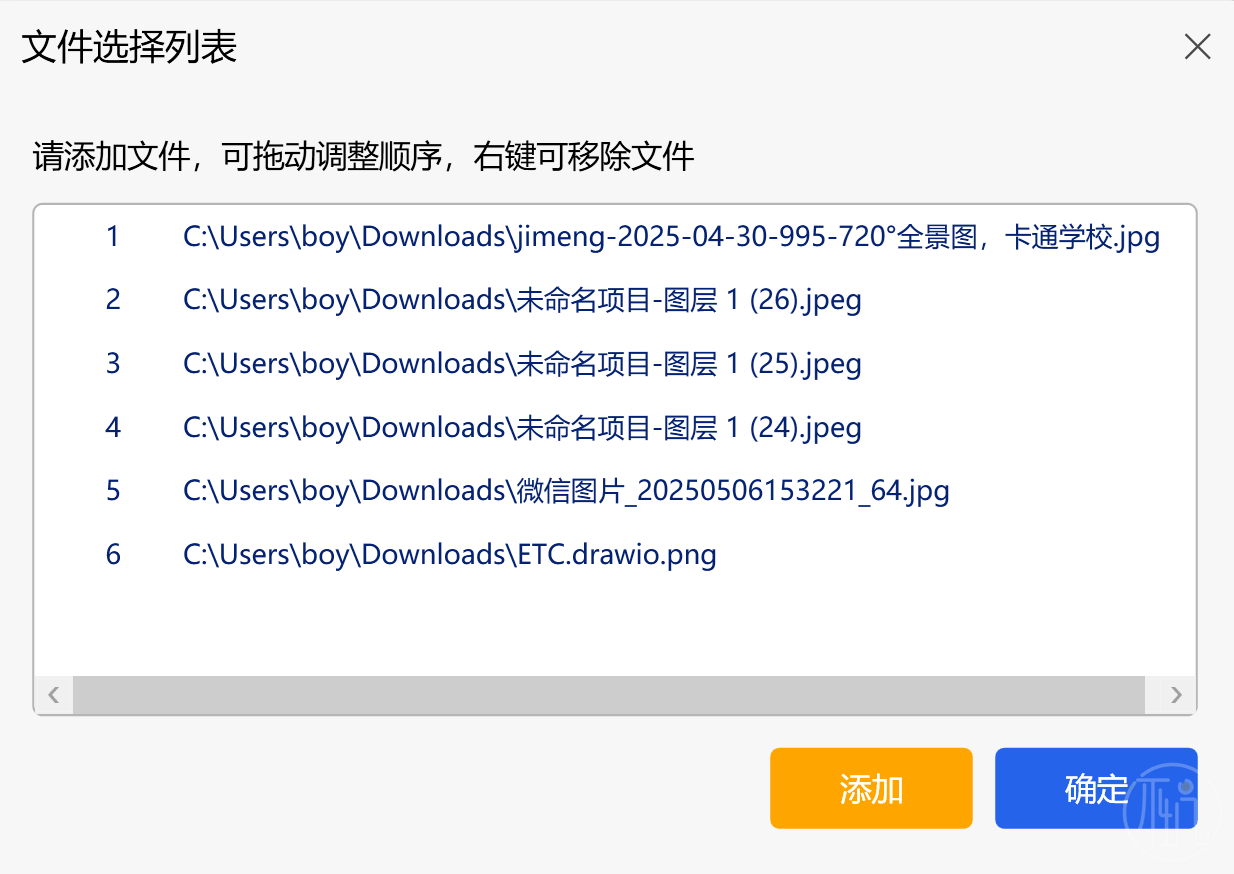 文件选择列表
请添加文件，可拖动调整顺序，右键可移除文件
1 C:\Users\boy\Downloads\jimeng-2025-04-30-995-720°全景图，卡通学校.jpg
2 C:\Users\boy\Downloads\未命名项目-图层 1 (26).jpeg
3 C:\Users\boy\Downloads\未命名项目-图层 1 (25).jpeg
4 C:\Users\boy\Downloads\未命名项目-图层 1 (24).jpeg
5 C:\Users\boy\Downloads\微信图片_20250506153221_64.jpg
6 C:\Users\boy\Downloads\ETC.drawio.png
添加 确定